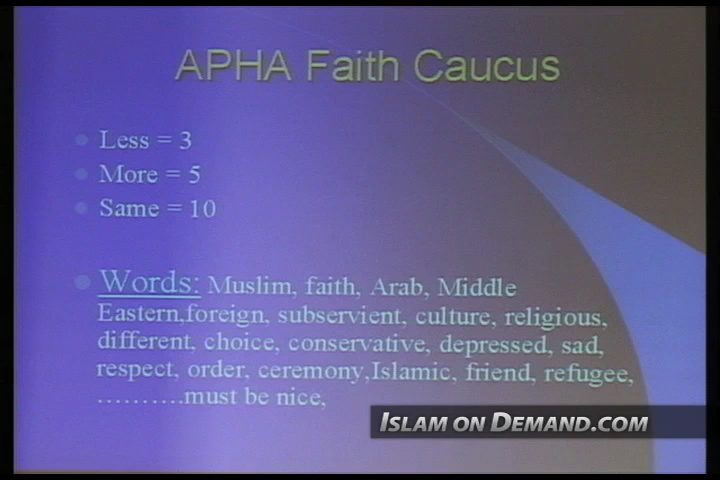 APHA Faith Caucus
Less = 3
More = 5
Same = 10
Words: Muslim, faith, Arab, Middle
Eastern,foreign, subservient, culture, religious,
different, choice, conservative, depressed, sad,
respect, order, ceremony,Islamic, friend, refugee,
……….must be nice,
ISLAM ON DEMAND.COM